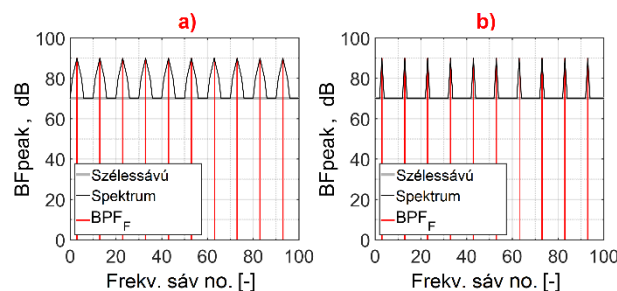 a)
BFpeak, dB
100
80
60
40
20
0
Szélessávú
Spektrum
BPF_F
0 20 40 60 80 100
Frekv. sáv no. [-]
b)
BFpeak, dB
100
80
60
40
20
0
Szélessávú
Spektrum
BPF_F
0 20 40 60 80 100
Frekv. sáv no. [-]